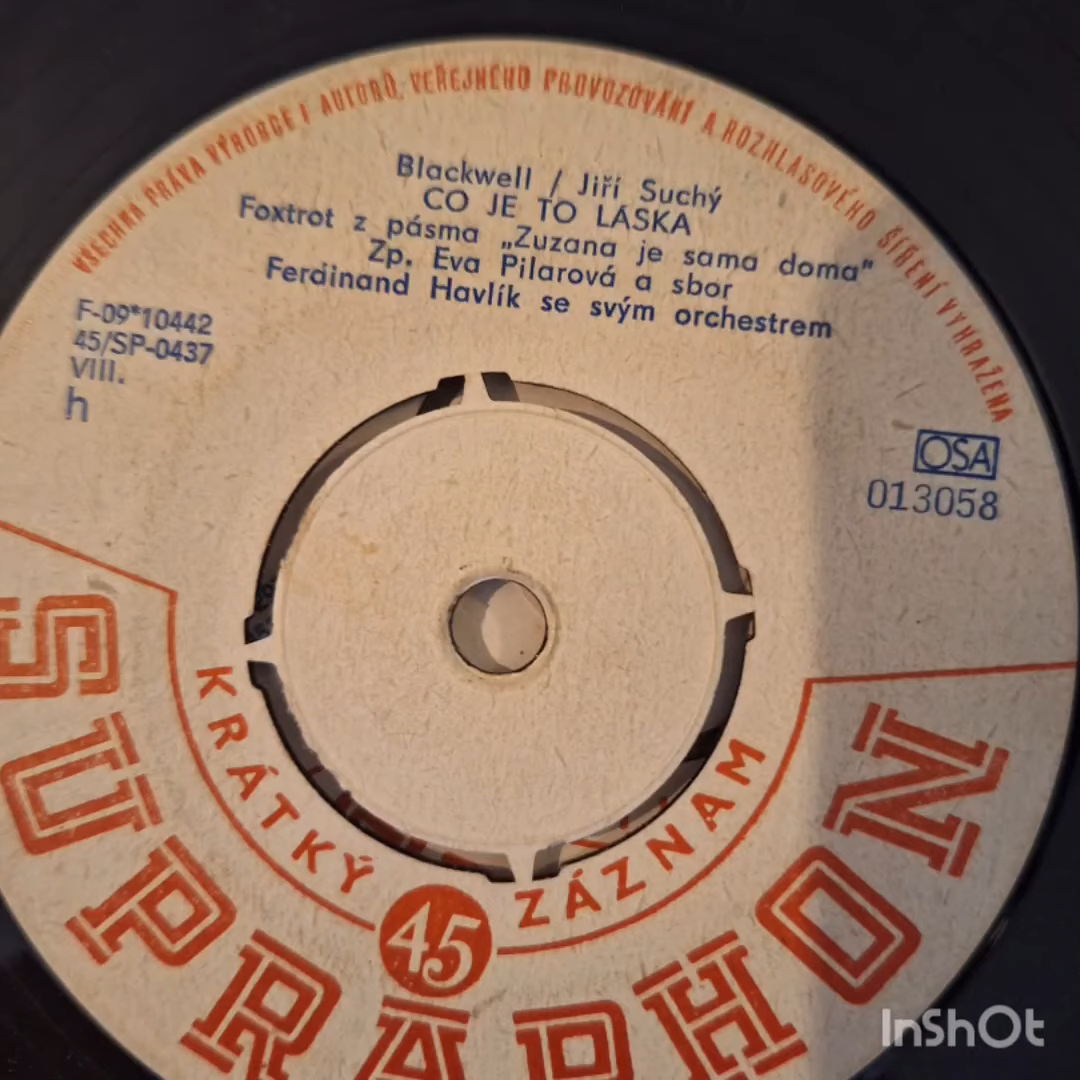 VŠECHNA PRÁVA VÝROBCE I AUTORŮ, VEŘEJNÉHO PROVOZOVÁNÍ A ROZHLASOVÉHO ŠÍŘENÍ VYHRAŽENA
Blackwell / Jiří Suchý
CO JE TO LÁSKA
Foxtrot z pásma „Zuzana je sama doma"
Zp. Eva Pilarová a sbor
Ferdinand Havlík se svým orchestrem
F-09*10442
45/SP-0437
VIII.
h
OSA
013058
KRÁTKÝ 45 ZÁZNAM
SUPRAPHON
InShOt